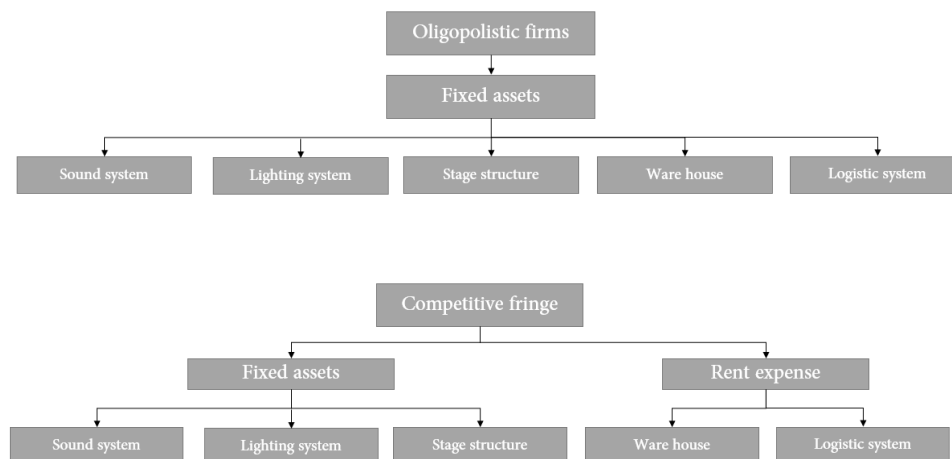 Oligopolistic firms
Fixed assets
Sound system
Lighting system
Stage structure
Ware house
Logistic system
Competitive fringe
Fixed assets
Rent expense
Sound system
Lighting system
Stage structure
Ware house
Logistic system